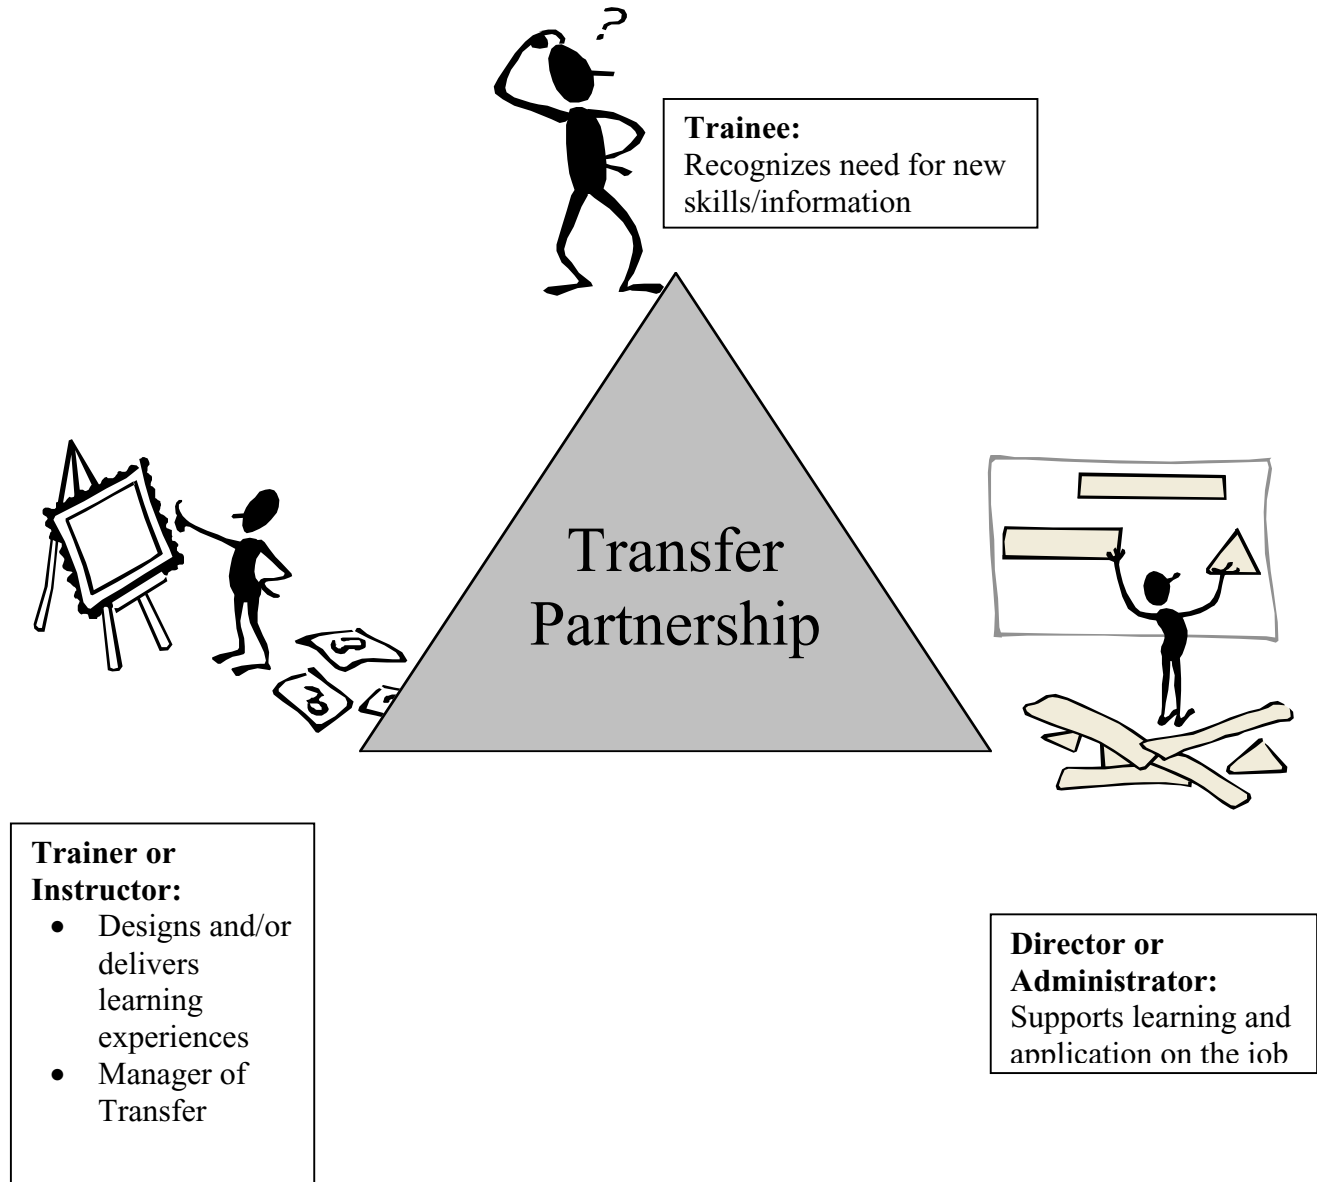 ?
Trainee:
Recognizes need for new
skills/information
Transfer
Partnership
Trainer or
Instructor:
• Designs and/or
delivers
learning
experiences
• Manager of
Transfer
Director or
Administrator:
Supports learning and
application on the job